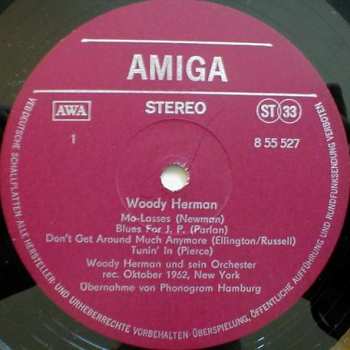 AMIGA
AWA
STEREO
ST 33
1
8 55 527
Woody Herman
Mo-Lasses (Newman)
Blues For J. P. (Parlan)
Don't Get Around Much Anymore (Ellington/Russell)
Tunin' In (Pierce)
Woody Herman und sein Orchester
rec. Oktober 1962, New York
Übernahme von Phonogram Hamburg
VEB DEUTSCHE SCHALLPLATTEN ALLE HERSTELLER- UND URHEBERRECHTE VORBEHALTEN · ÜBERSPIELUNG, ÖFFENTLICHE AUFFÜHRUNG UND RUNDFUNKSENDUNG VERBOTEN